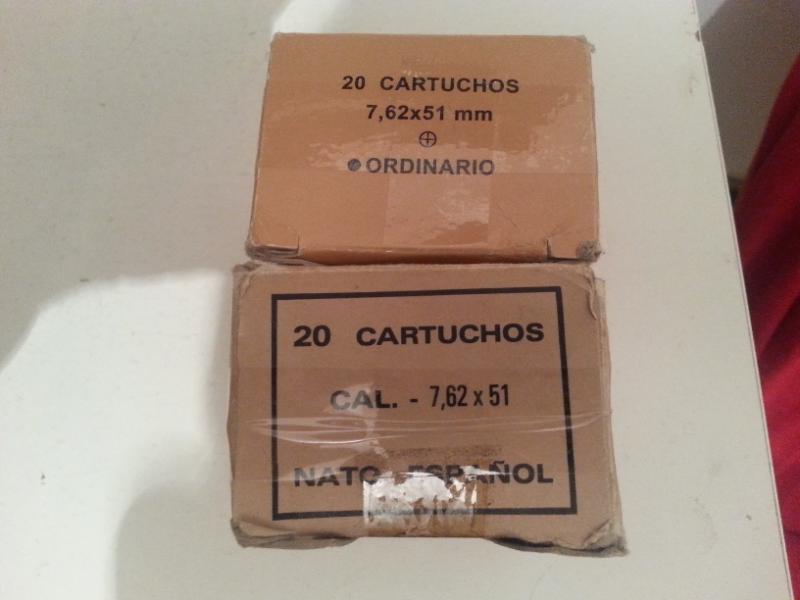 20 CARTUCHOS
7,62x51 mm
⊕
● ORDINARIO
20 CARTUCHOS
CAL. - 7,62 x 51
NATO ESPAÑOL